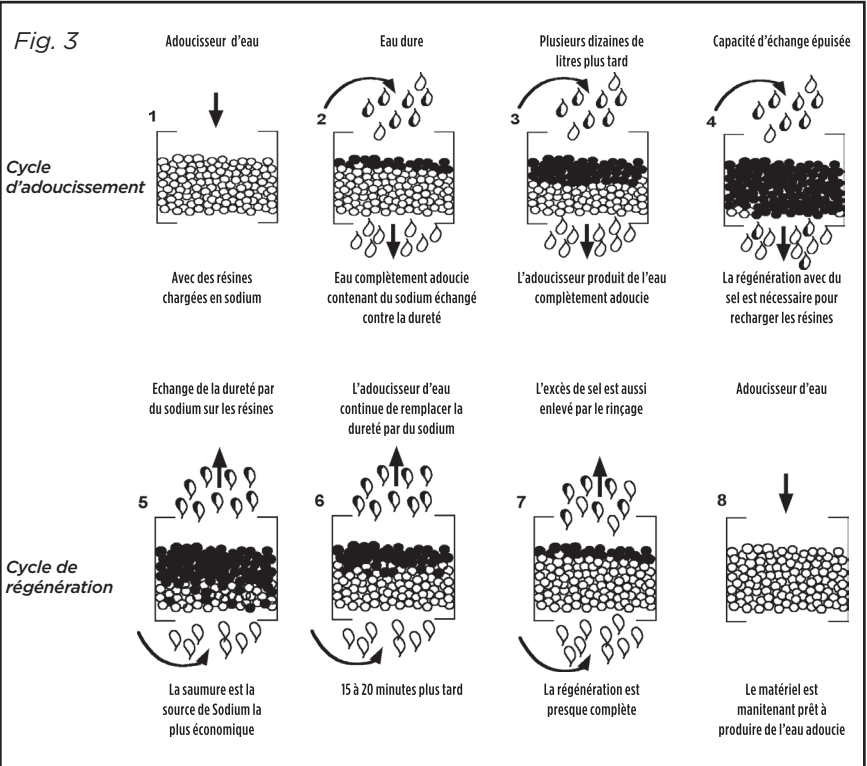 Fig. 3
Adoucisseur d'eau
Eau dure
Plusieurs dizaines de
litres plus tard
Capacité d'échange épuisée
1
2
3
4
Cycle
d'adoucissement
Avec des résines
chargées en sodium
Eau complètement adoucie
contenant du sodium échangé
contre la dureté
L'adoucisseur produit de l'eau
complètement adoucie
La régénération avec du
sel est nécessaire pour
recharger les résines
Echange de la dureté par
du sodium sur les résines
L'adoucisseur d'eau
continue de remplacer la
dureté par du sodium
L'excès de sel est aussi
enlevé par le rinçage
Adoucisseur d'eau
5
6
7
8
Cycle de
régénération
La saumure est la
source de Sodium la
plus économique
15 à 20 minutes plus tard
La régénération est
presque complète
Le matériel est
manitenant prêt à
produire de l'eau adoucie